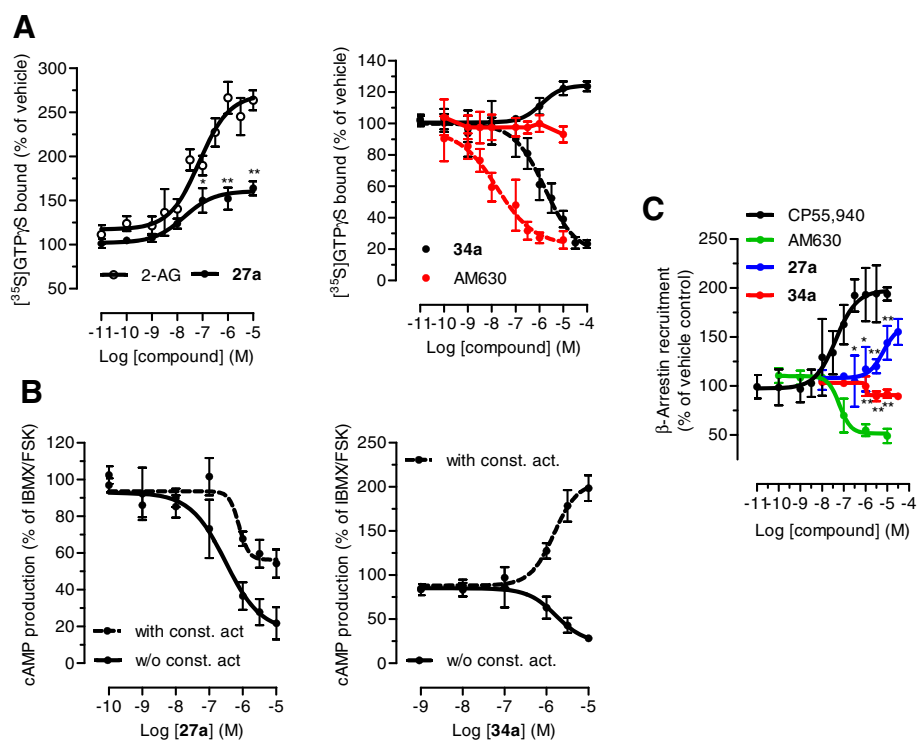 A
[³⁵S]GTPγS bound (% of vehicle)
300
250
200
150
100
50
* ** **
2-AG 27a
-11 -10 -9 -8 -7 -6 -5
Log [compound] (M)
[³⁵S]GTPγS bound (% of vehicle)
140
120
100
80
60
40
20
0
34a
AM630
-11 -10 -9 -8 -7 -6 -5 -4
Log [compound] (M)
C
CP55,940
AM630
27a
34a
β-Arrestin recruitment
(% of vehicle control)
250
200
150
100
50
* * ** **
** ** **
-11 -10 -9 -8 -7 -6 -5 -4
Log [compound] (M)
B
cAMP production (% of IBMX/FSK)
120
100
80
60
40
20
0
with const. act
w/o const. act
-10 -9 -8 -7 -6 -5
Log [27a] (M)
cAMP production (% of IBMX/FSK)
250
200
150
100
50
0
with const. act.
w/o const. act.
-9 -8 -7 -6 -5
Log [34a] (M)